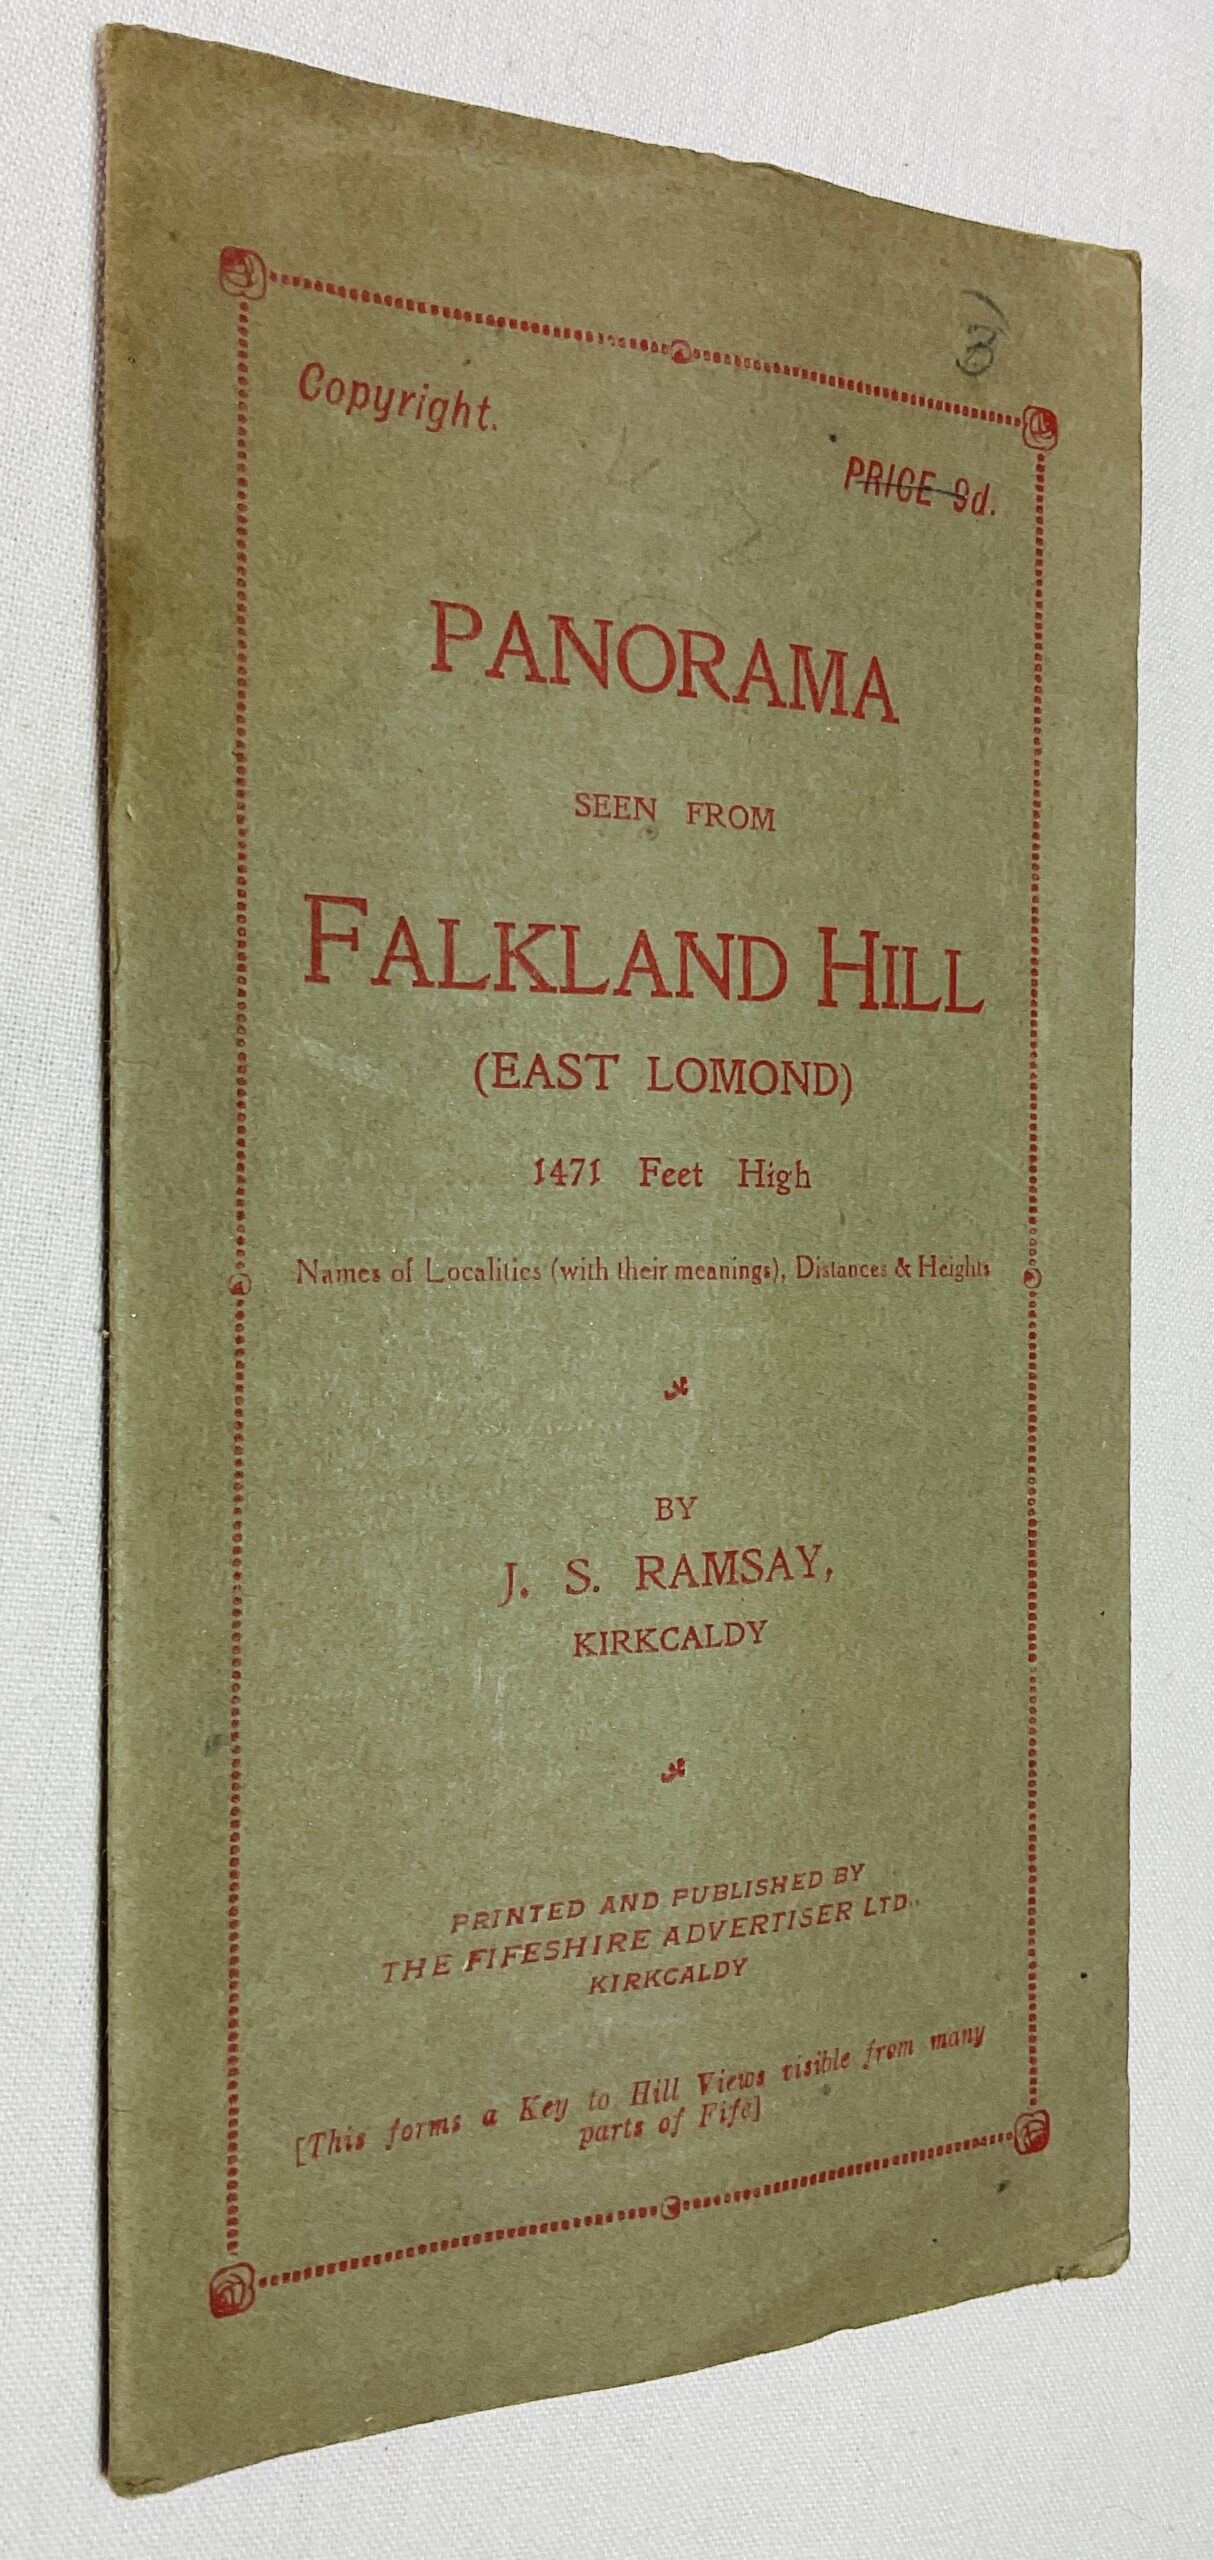 3
Copyright.
PRICE 9d.
PANORAMA
SEEN FROM
FALKLAND HILL
(EAST LOMOND)
1471 Feet High
Names of Localities (with their meanings), Distances & Heights
BY
J. S. RAMSAY,
KIRKCALDY
PRINTED AND PUBLISHED BY
THE FIFESHIRE ADVERTISER LTD.,
KIRKCALDY
[This forms a Key to Hill Views visible from many
parts of Fife]